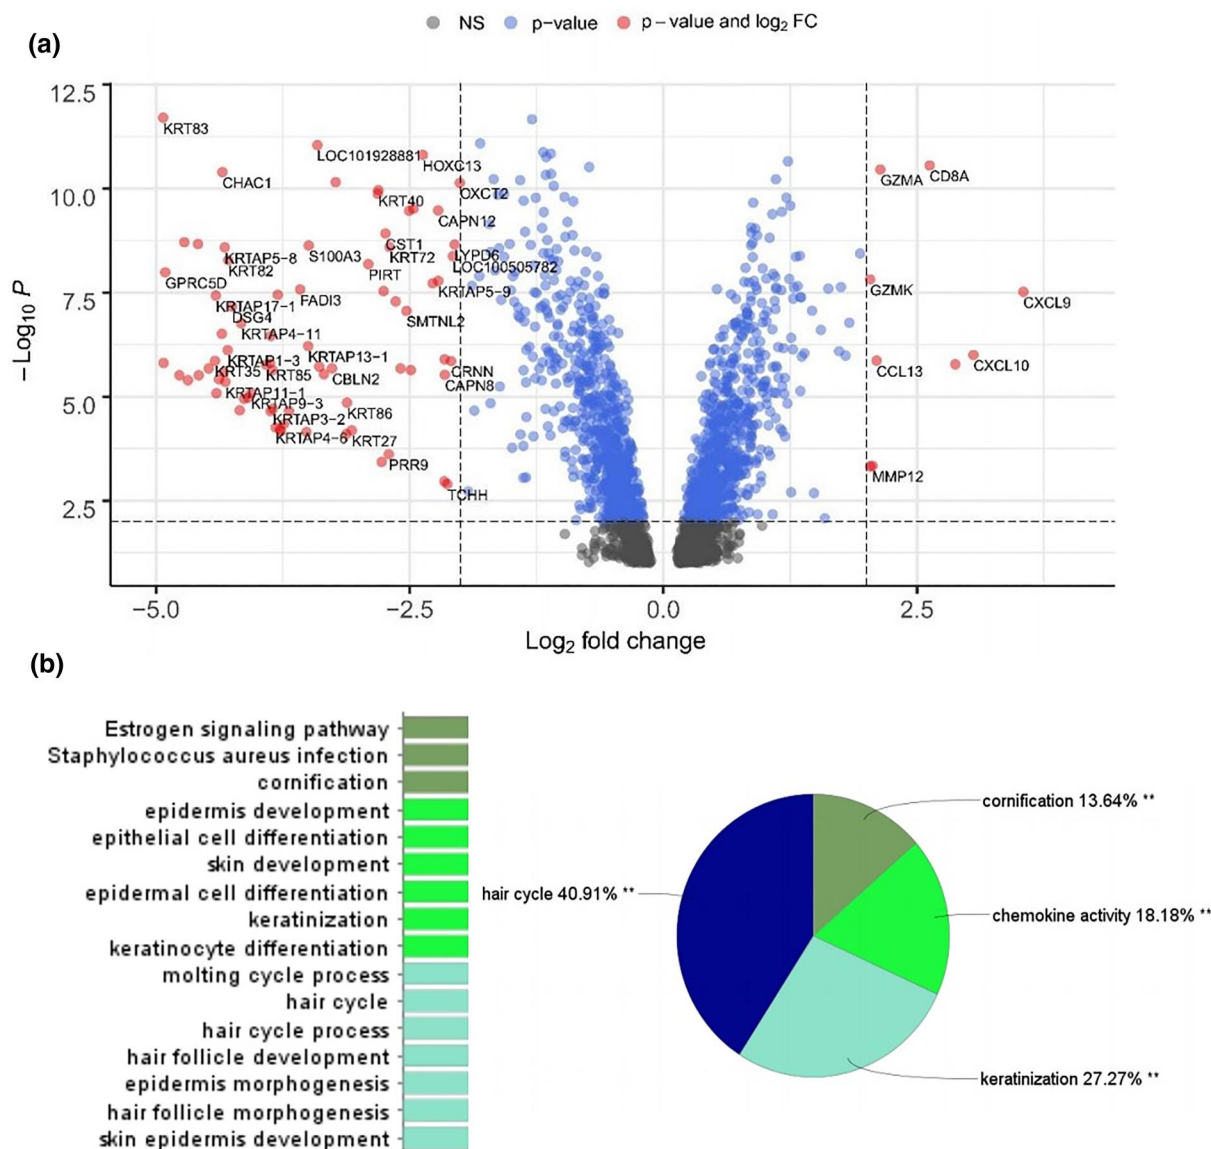 NS p−value p − value and log2 FC
(a)
12.5
10.0
7.5
5.0
2.5
−Log10 P
KRT83
LOC101928881
HOXC13
CHAC1
OXCT2
KRT40
CAPN12
GZMA
CD8A
CST1
S100A3
KRT72
LYPD6
KRTAP5−8
KRT82
PIRT
LOC100505782
GPRC5D
KRTAP5−9
FADI3
KRTAP17−1
DSG4
SMTNL2
GZMK
CXCL9
KRTAP4−11
KRTAP13−1
KRTAP1−3
KRT35
KRT85
CBLN2
CRNN
CAPN8
CCL13
CXCL10
KRTAP11−1
KRTAP9−3
KRT86
KRTAP3−2
KRTAP4−6
KRT27
PRR9
TCHH
MMP12
−5.0 −2.5 0.0 2.5
Log2 fold change
(b)
Estrogen signaling pathway
Staphylococcus aureus infection
cornification
epidermis development
epithelial cell differentiation
skin development
epidermal cell differentiation
keratinization
keratinocyte differentiation
molting cycle process
hair cycle
hair cycle process
hair follicle development
epidermis morphogenesis
hair follicle morphogenesis
skin epidermis development
cornification 13.64% **
hair cycle 40.91% **
chemokine activity 18.18% **
keratinization 27.27% **